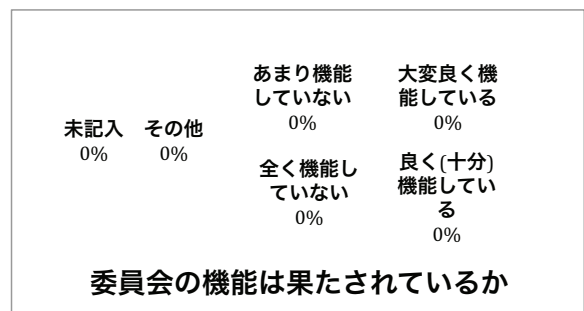 未記入
0%
その他
0%
あまり機能
していない
0%
全く機能し
ていない
0%
大変良く機
能している
0%
良く(十分)
機能してい
る
0%
委員会の機能は果たされているか